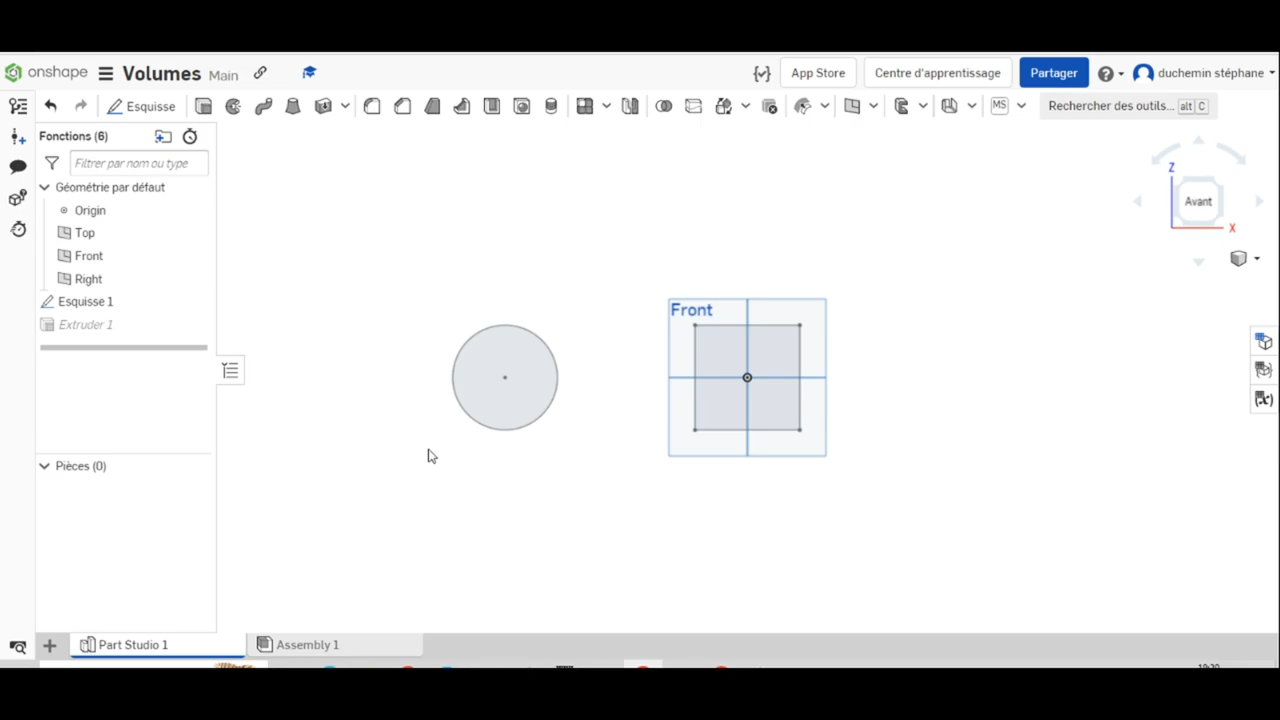 onshape Volumes Main App Store Centre d'apprentissage Partager duchemin stéphane
Esquisse MS Rechercher des outils... alt C
Fonctions (6)
Filtrer par nom ou type
Géométrie par défaut
Origin
Top
Front
Right
Esquisse 1
Extruder 1
Pièces (0)
Front
Z
Avant
X
(x)
Part Studio 1 Assembly 1